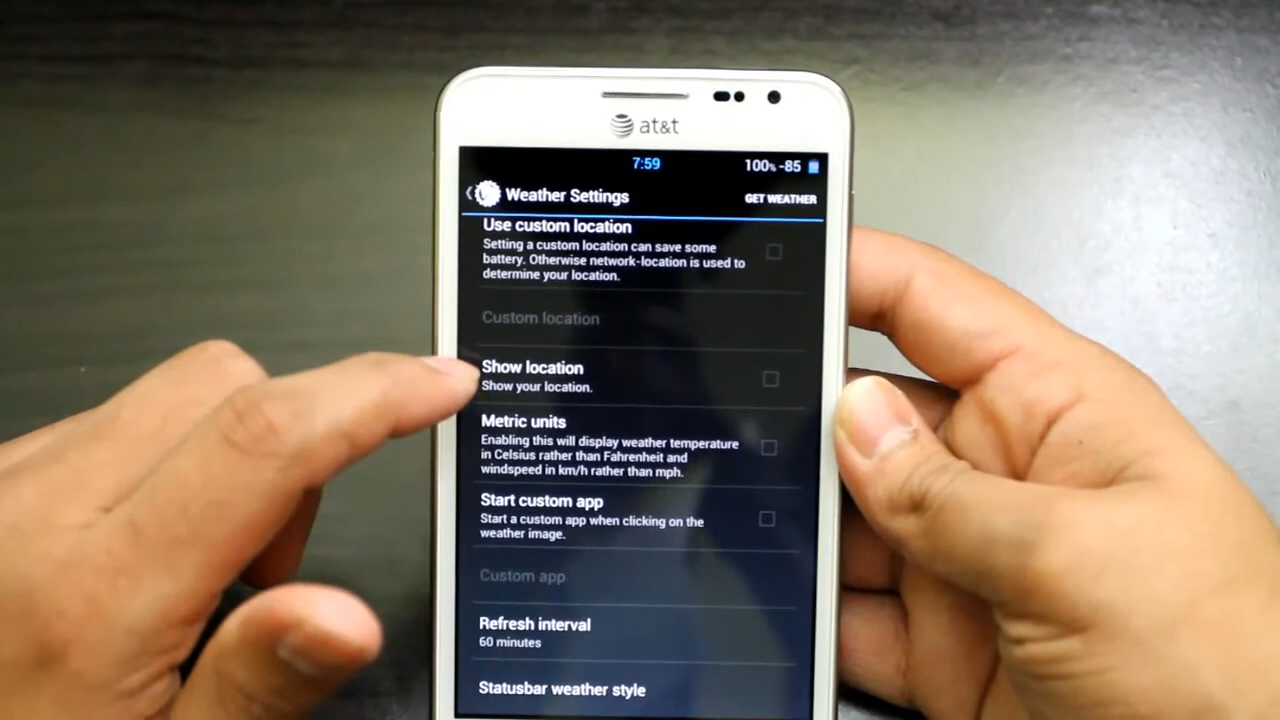 at&t
7:59
100% -85
Weather Settings
GET WEATHER
Use custom location
Setting a custom location can save some
battery. Otherwise network-location is used to
determine your location.
Custom location
Show location
Show your location.
Metric units
Enabling this will display weather temperature
in Celsius rather than Fahrenheit and
windspeed in km/h rather than mph.
Start custom app
Start a custom app when clicking on the
weather image.
Custom app
Refresh interval
60 minutes
Statusbar weather style